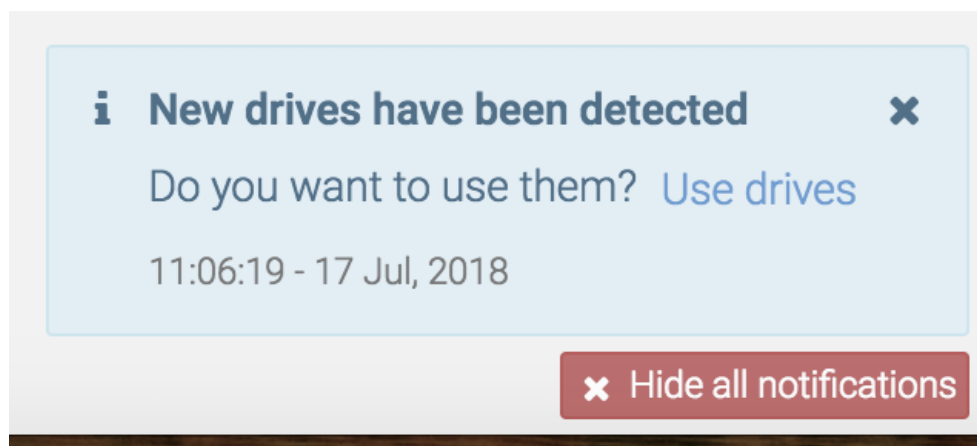 New drives have been detected
Do you want to use them? Use drives
11:06:19 - 17 Jul, 2018
Hide all notifications